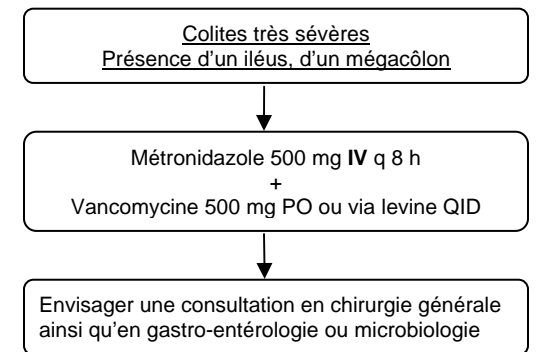 Colites très sévères
Présence d'un iléus, d'un mégacôlon
Métronidazole 500 mg IV q 8 h
+
Vancomycine 500 mg PO ou via levine QID
Envisager une consultation en chirurgie générale
ainsi qu'en gastro-entérologie ou microbiologie